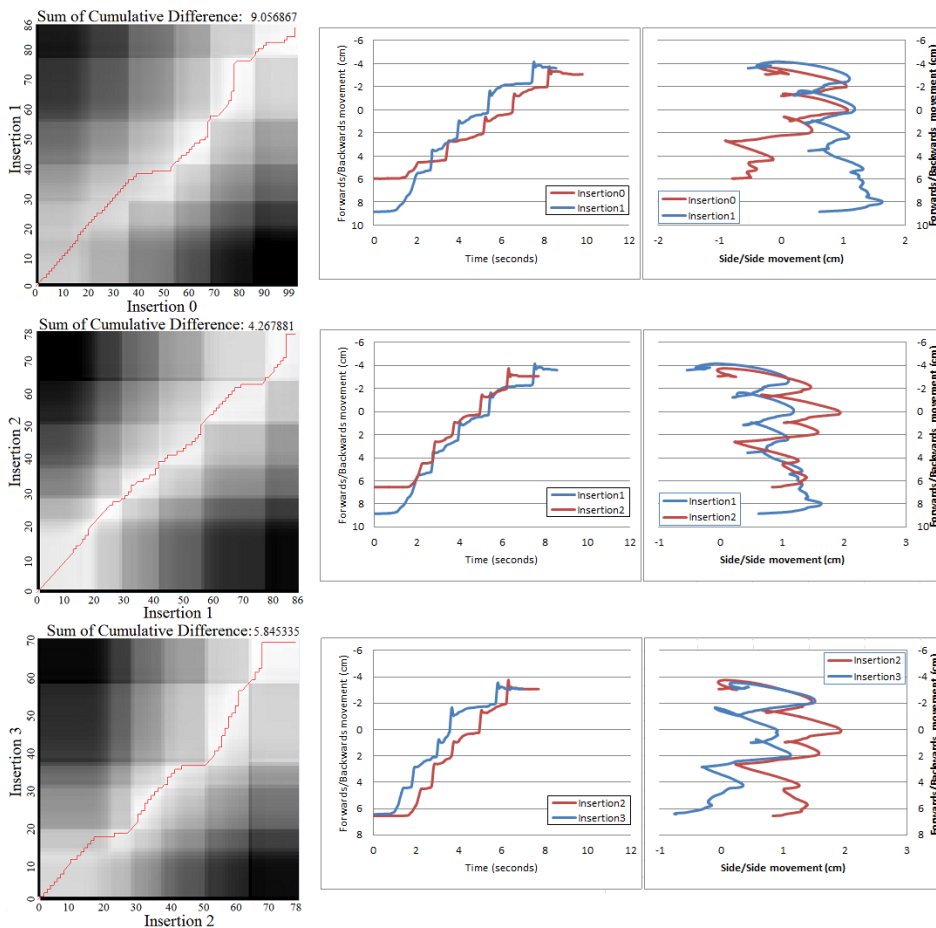 Sum of Cumulative Difference: 9.056867
Insertion 1
0 10 20 30 40 50 60 70 80 86
0 10 20 30 40 50 60 70 80 90 99
Insertion 0
Forwards/Backwards movement (cm)
-6
-4
-2
0
2
4
6
8
10
Insertion0
Insertion1
0 2 4 6 8 10 12
Time (seconds)
-6
-4
-2
0
2
4
6
8
10
Forwards/Backwards movement (cm)
Insertion0
Insertion1
-2 -1 0 1 2
Side/Side movement (cm)
Sum of Cumulative Difference: 4.267881
Insertion 2
0 10 20 30 40 50 60 70 78
0 10 20 30 40 50 60 70 80 86
Insertion 1
Forwards/Backwards movement (cm)
-6
-4
-2
0
2
4
6
8
10
Insertion1
Insertion2
0 2 4 6 8 10 12
Time (seconds)
-6
-4
-2
0
2
4
6
8
10
Forwards/Backwards movement (cm)
Insertion1
Insertion2
-1 0 1 2 3
Side/Side movement (cm)
Sum of Cumulative Difference: 5.845335
Insertion 3
0 10 20 30 40 50 60 70
0 10 20 30 40 50 60 70 78
Insertion 2
Forwards/Backwards movement (cm)
-6
-4
-2
0
2
4
6
8
Insertion2
Insertion3
0 2 4 6 8 10 12
Time (seconds)
Insertion2
Insertion3
-6
-4
-2
0
2
4
6
8
Forwards/Backwards movement (cm)
-1 0 1 2 3
Side/Side movement (cm)